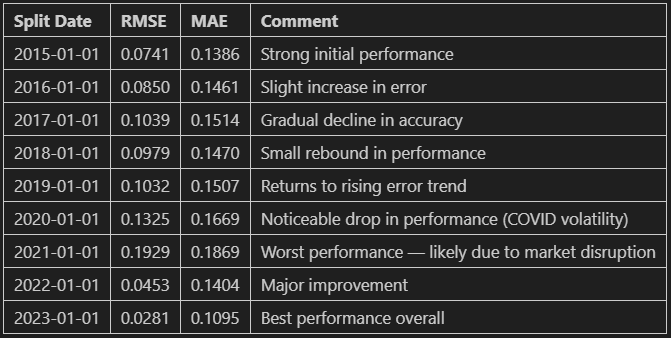 Split Date RMSE MAE Comment
2015-01-01 0.0741 0.1386 Strong initial performance
2016-01-01 0.0850 0.1461 Slight increase in error
2017-01-01 0.1039 0.1514 Gradual decline in accuracy
2018-01-01 0.0979 0.1470 Small rebound in performance
2019-01-01 0.1032 0.1507 Returns to rising error trend
2020-01-01 0.1325 0.1669 Noticeable drop in performance (COVID volatility)
2021-01-01 0.1929 0.1869 Worst performance — likely due to market disruption
2022-01-01 0.0453 0.1404 Major improvement
2023-01-01 0.0281 0.1095 Best performance overall